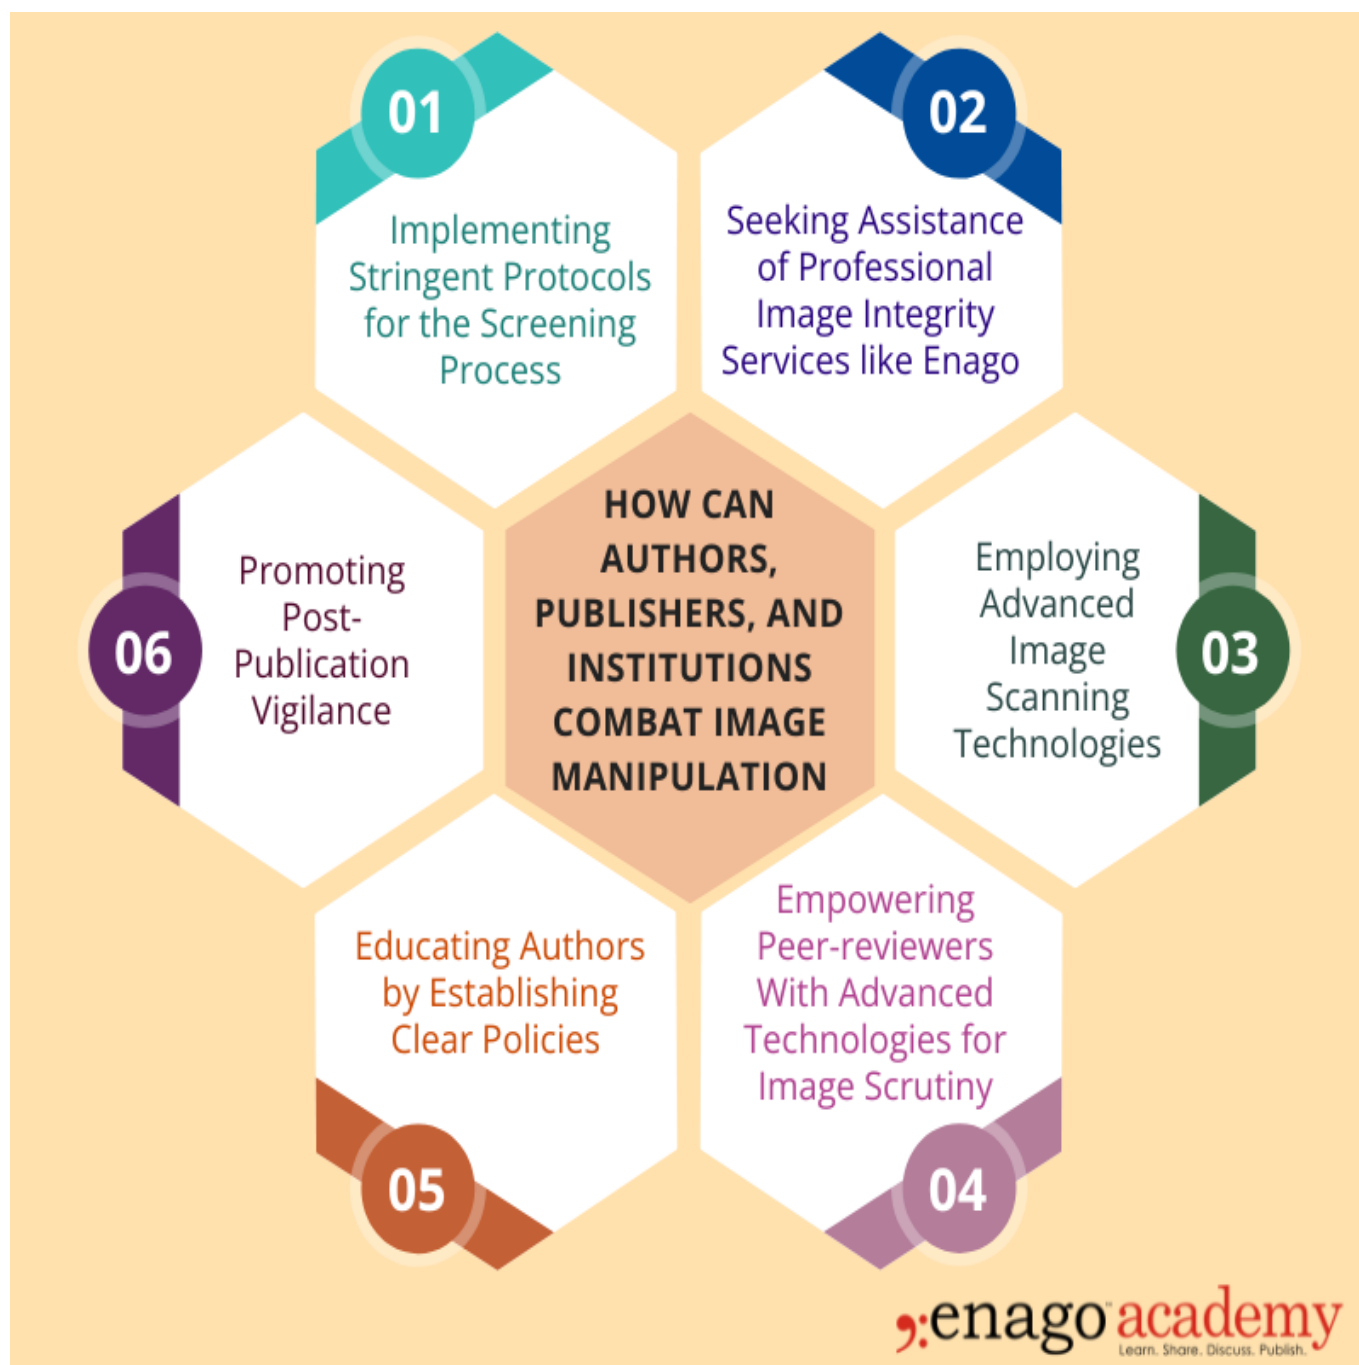 01
Implementing
Stringent Protocols
for the Screening
Process
02
Seeking Assistance
of Professional
Image Integrity
Services like Enago
03
Employing
Advanced
Image
Scanning
Technologies
04
Empowering
Peer-reviewers
With Advanced
Technologies for
Image Scrutiny
05
Educating Authors
by Establishing
Clear Policies
06
Promoting
Post-
Publication
Vigilance
HOW CAN
AUTHORS,
PUBLISHERS, AND
INSTITUTIONS
COMBAT IMAGE
MANIPULATION
enago™ academy
Learn. Share. Discuss. Publish.